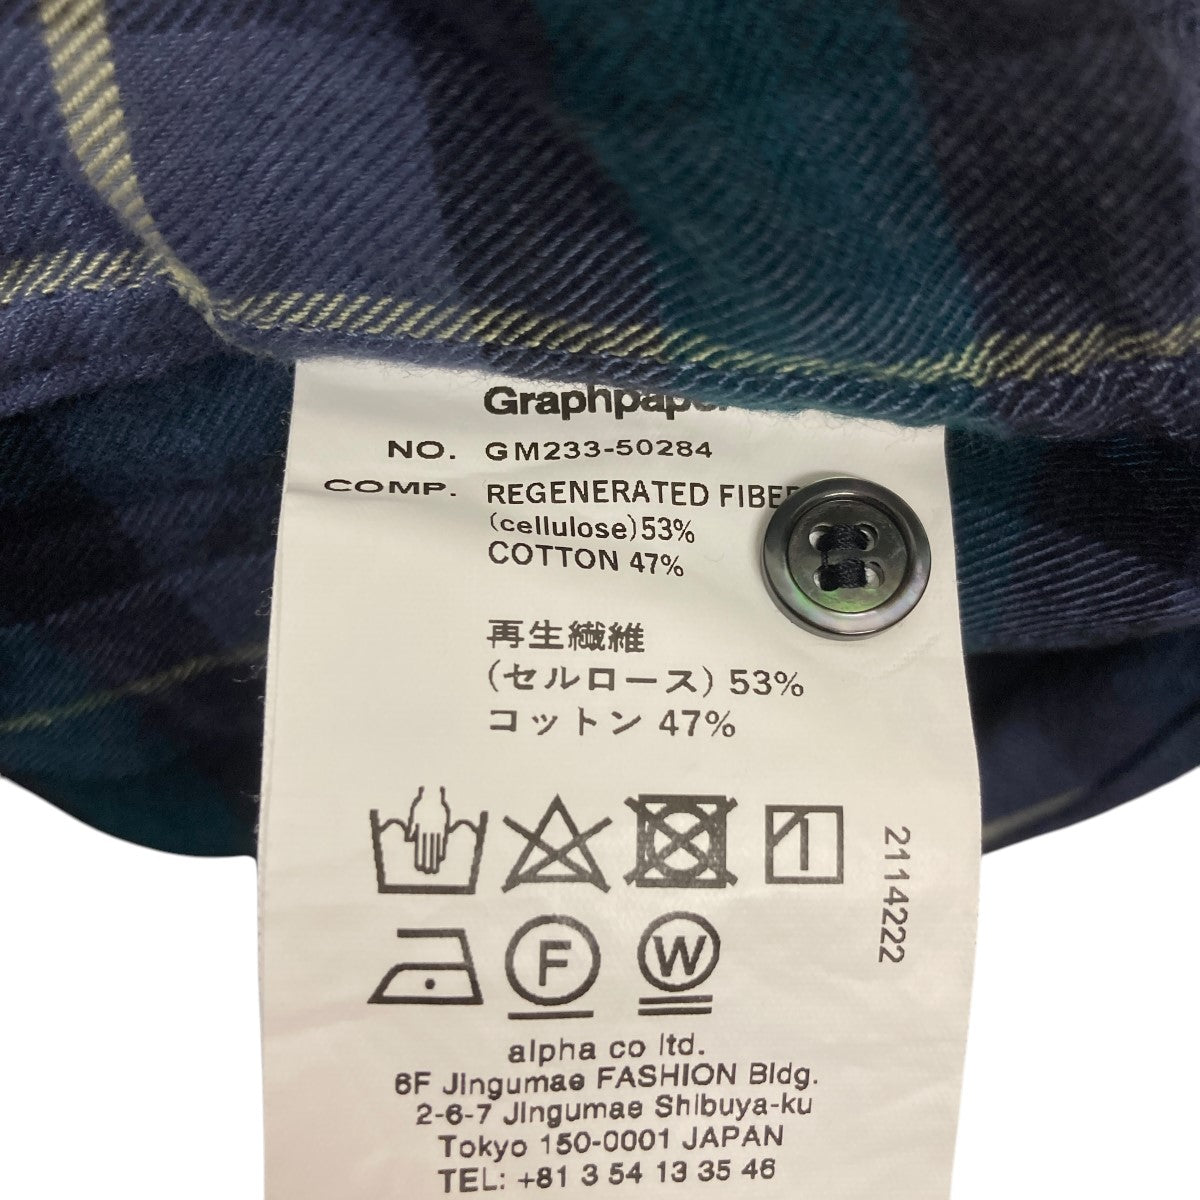 Graphpaper
NO. GM233-50284
COMP. REGENERATED FIBER
(cellulose)53%
COTTON 47%
再生繊維
(セルロース) 53%
コットン 47%
1
2114222
F
W
alpha co ltd.
6F Jingumae FASHION Bldg.
2-6-7 Jingumae Shibuya-ku
Tokyo 150-0001 JAPAN
TEL: +81 3 54 13 35 46